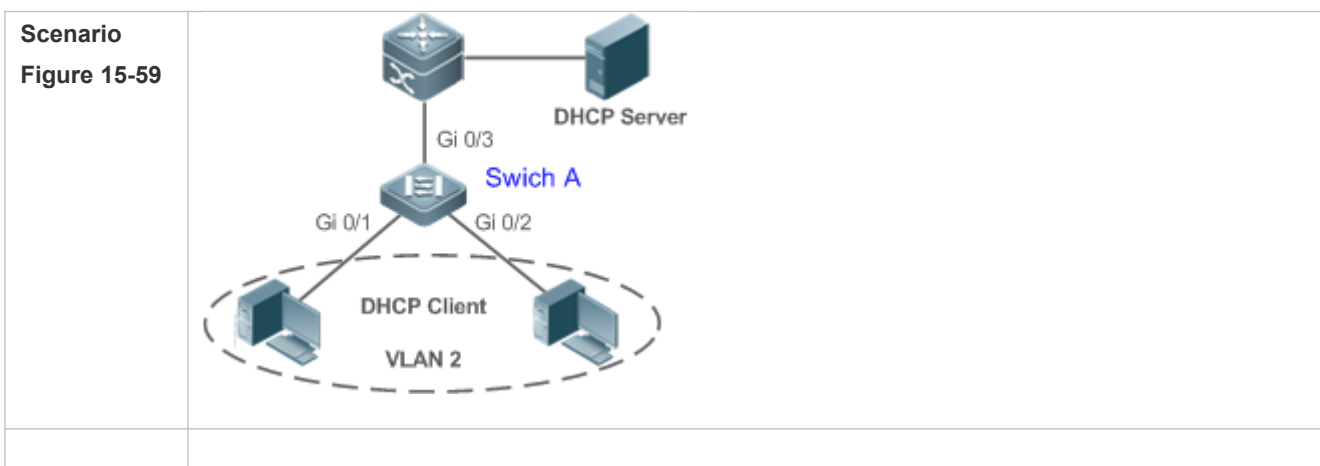 Scenario
Figure 15-59
DHCP Server
Gi 0/3
Swich A
Gi 0/1
Gi 0/2
DHCP Client
VLAN 2